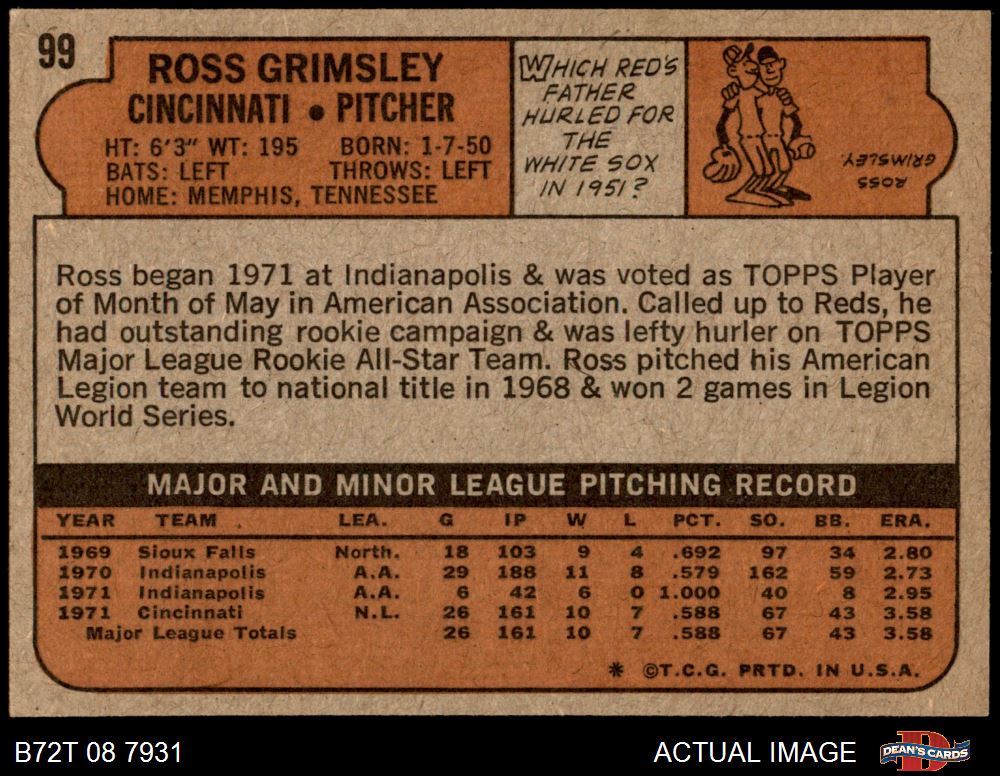 99
ROSS GRIMSLEY
CINCINNATI • PITCHER
HT: 6'3" WT: 195 BORN: 1-7-50
BATS: LEFT THROWS: LEFT
HOME: MEMPHIS, TENNESSEE
WHICH RED'S
FATHER
HURLED FOR
THE
WHITE SOX
IN 1951?
ROSS
GRIMSLEY.
Ross began 1971 at Indianapolis & was voted as TOPPS Player
of Month of May in American Association. Called up to Reds, he
had outstanding rookie campaign & was lefty hurler on TOPPS
Major League Rookie All-Star Team. Ross pitched his American
Legion team to national title in 1968 & won 2 games in Legion
World Series.
MAJOR AND MINOR LEAGUE PITCHING RECORD
YEAR TEAM LEA. G IP W L PCT. SO. BB. ERA.
1969 Sioux Falls North. 18 103 9 4 .692 97 34 2.80
1970 Indianapolis A.A. 29 188 11 8 .579 162 59 2.73
1971 Indianapolis A.A. 6 42 6 0 1.000 40 8 2.95
1971 Cincinnati N.L. 26 161 10 7 .588 67 43 3.58
Major League Totals 26 161 10 7 .588 67 43 3.58
* ©T.C.G. PRTD. IN U.S.A.
B72T 08 7931 ACTUAL IMAGE DEAN'S CARDS